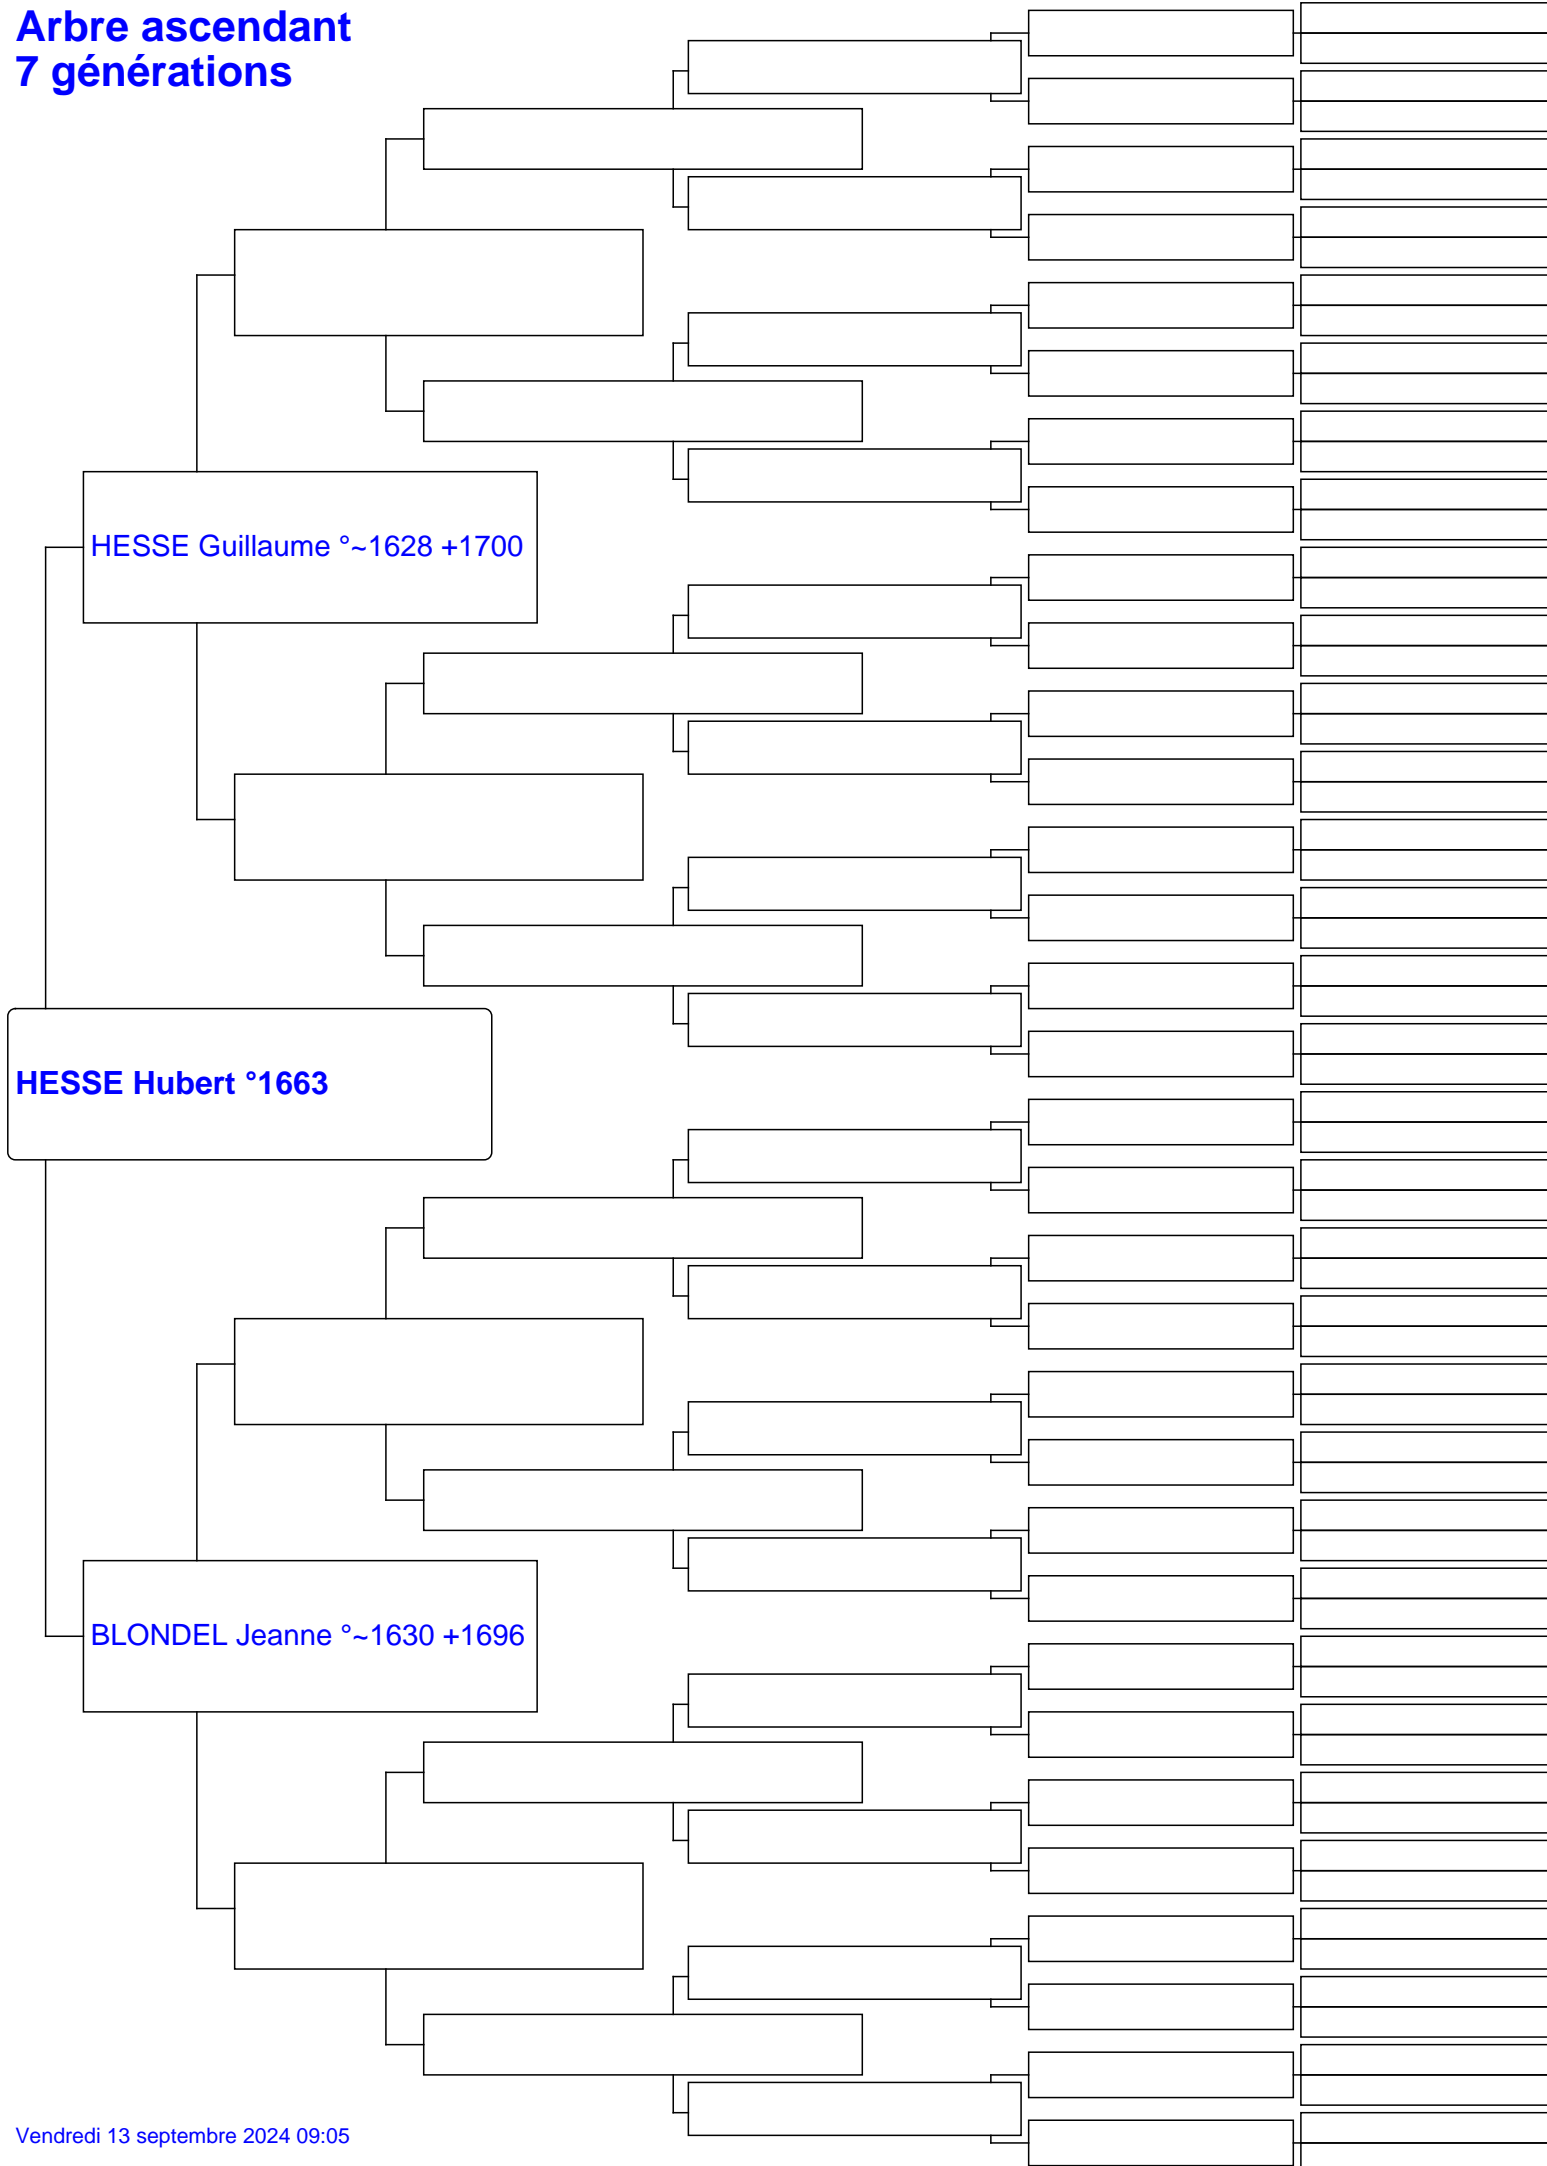 Arbre ascendant
7 générations
HESSE Guillaume °~1628 +1700
HESSE Hubert °1663
BLONDEL Jeanne °~1630 +1696
Vendredi 13 septembre 2024 09:05